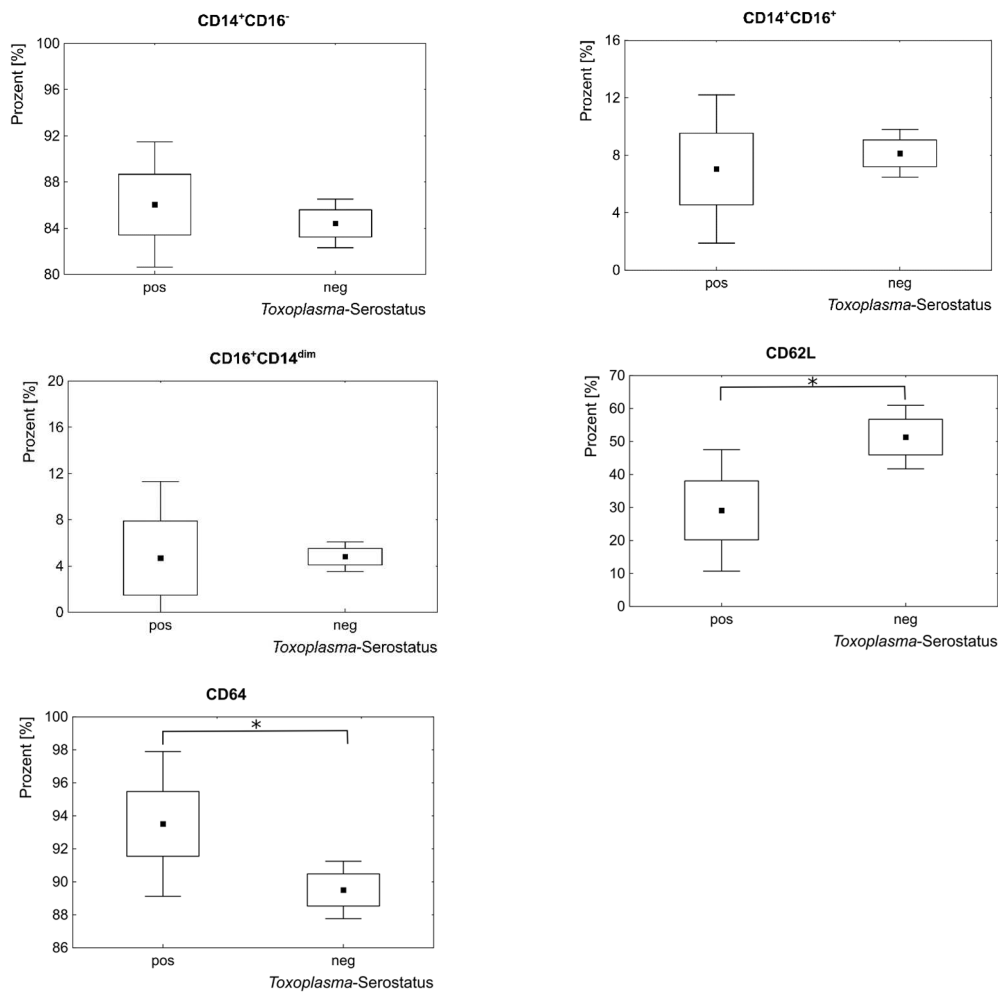 CD14⁺CD16⁻
Prozent [%]
100
96
92
88
84
80
pos
neg
Toxoplasma-Serostatus
CD14⁺CD16⁺
Prozent [%]
16
12
8
4
0
pos
neg
Toxoplasma-Serostatus
CD16⁺CD14ᵈⁱᵐ
Prozent [%]
20
16
12
8
4
0
pos
neg
Toxoplasma-Serostatus
CD62L
Prozent [%]
70
60
50
40
30
20
10
0
*
pos
neg
Toxoplasma-Serostatus
CD64
Prozent [%]
100
98
96
94
92
90
88
86
*
pos
neg
Toxoplasma-Serostatus